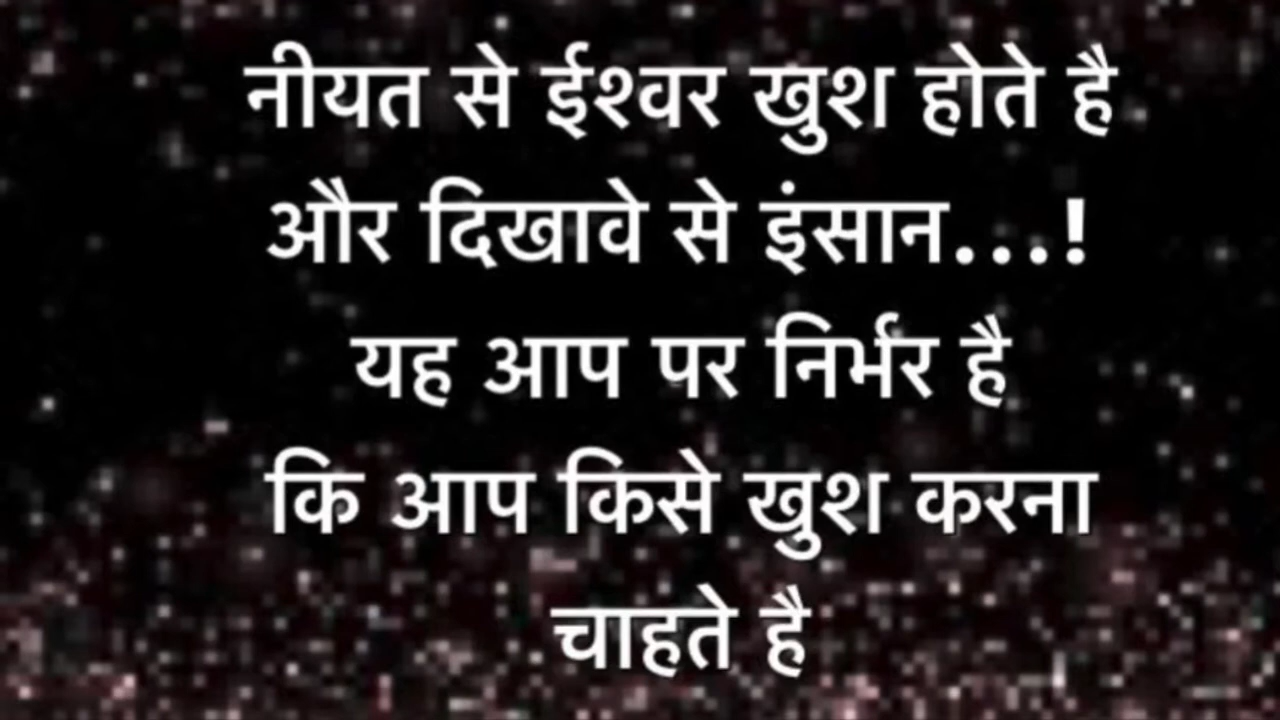 नीयत से ईश्वर खुश होते है
और दिखावे से इंसान...!
यह आप पर निर्भर है
कि आप किसे खुश करना
चाहते है